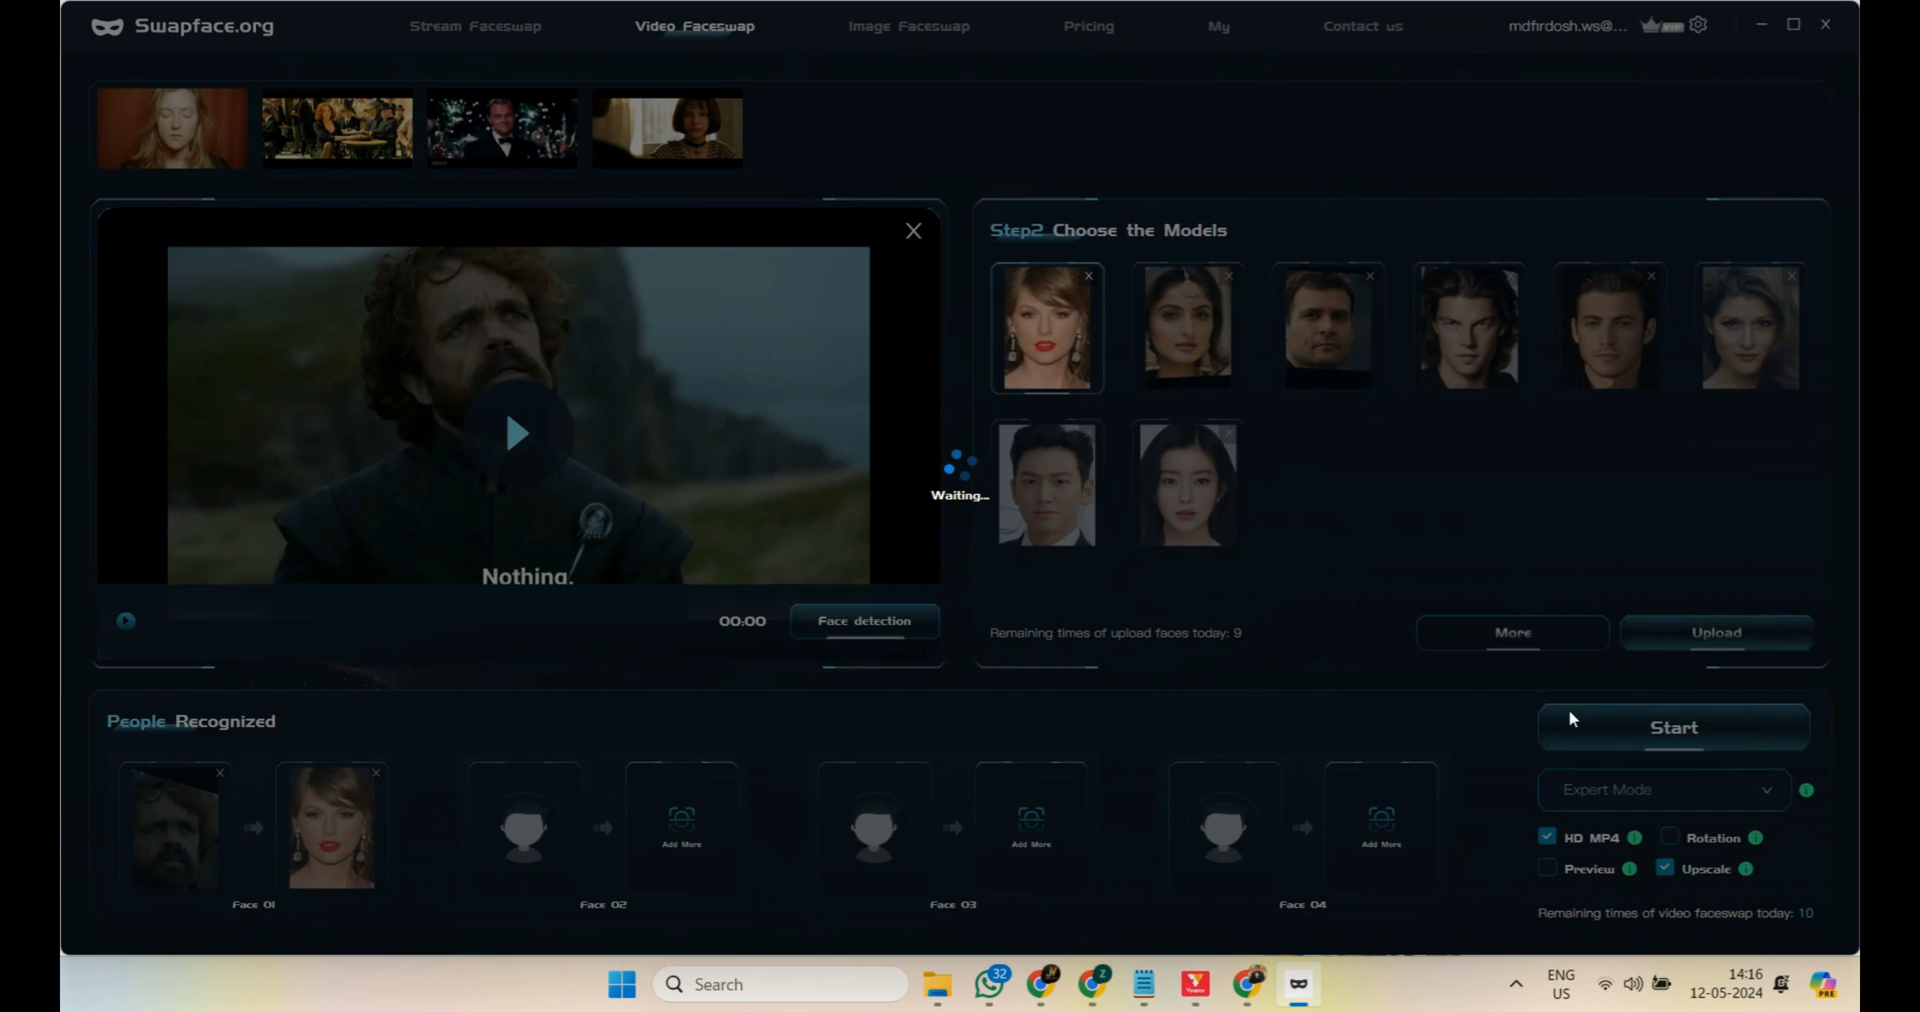 Swapface.org
Stream Faceswap
Video Faceswap
Image Faceswap
Pricing
My
Contact us
mdfirdosh.ws@...
VIP
Step2 Choose the Models
Waiting...
Nothing.
00:00
Face detection
Remaining times of upload faces today: 9
More
Upload
People Recognized
Start
Expert Mode
HD MP4
Rotation
Preview
Upscale
Add More
Add More
Add More
Face 01
Face 02
Face 03
Face 04
Remaining times of video faceswap today: 10
Search
32
Z
ENG
US
14:16
12-05-2024
PRE